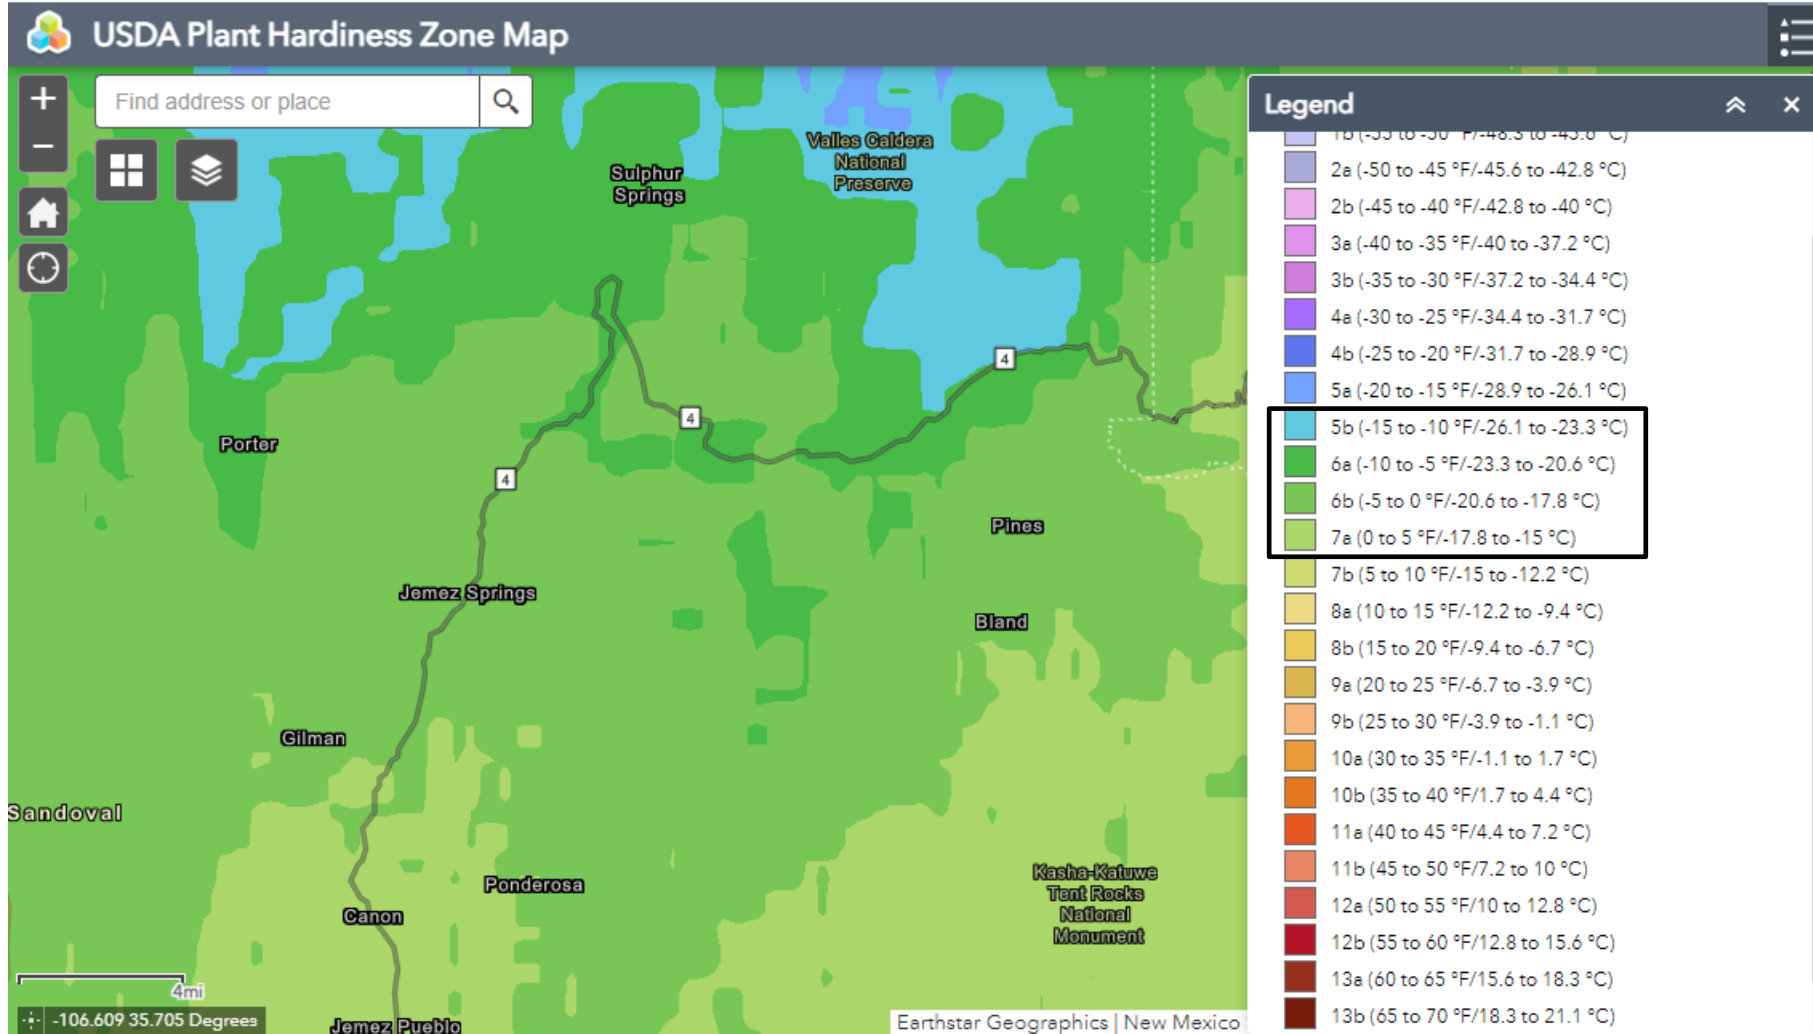 USDA Plant Hardiness Zone Map
+
Find address or place
−
Valles Caldera
National
Preserve
Sulphur
Springs
4
4
Porter
4
Pines
Jemez Springs
Bland
Gilman
Sandoval
Ponderosa
Kasha-Katuwe
Tent Rocks
National
Monument
Canon
4mi
-106.609 35.705 Degrees
Jemez Pueblo
Earthstar Geographics | New Mexico
Legend
1b (-55 to -50 °F/-48.3 to -45.6 °C)
2a (-50 to -45 °F/-45.6 to -42.8 °C)
2b (-45 to -40 °F/-42.8 to -40 °C)
3a (-40 to -35 °F/-40 to -37.2 °C)
3b (-35 to -30 °F/-37.2 to -34.4 °C)
4a (-30 to -25 °F/-34.4 to -31.7 °C)
4b (-25 to -20 °F/-31.7 to -28.9 °C)
5a (-20 to -15 °F/-28.9 to -26.1 °C)
5b (-15 to -10 °F/-26.1 to -23.3 °C)
6a (-10 to -5 °F/-23.3 to -20.6 °C)
6b (-5 to 0 °F/-20.6 to -17.8 °C)
7a (0 to 5 °F/-17.8 to -15 °C)
7b (5 to 10 °F/-15 to -12.2 °C)
8a (10 to 15 °F/-12.2 to -9.4 °C)
8b (15 to 20 °F/-9.4 to -6.7 °C)
9a (20 to 25 °F/-6.7 to -3.9 °C)
9b (25 to 30 °F/-3.9 to -1.1 °C)
10a (30 to 35 °F/-1.1 to 1.7 °C)
10b (35 to 40 °F/1.7 to 4.4 °C)
11a (40 to 45 °F/4.4 to 7.2 °C)
11b (45 to 50 °F/7.2 to 10 °C)
12a (50 to 55 °F/10 to 12.8 °C)
12b (55 to 60 °F/12.8 to 15.6 °C)
13a (60 to 65 °F/15.6 to 18.3 °C)
13b (65 to 70 °F/18.3 to 21.1 °C)